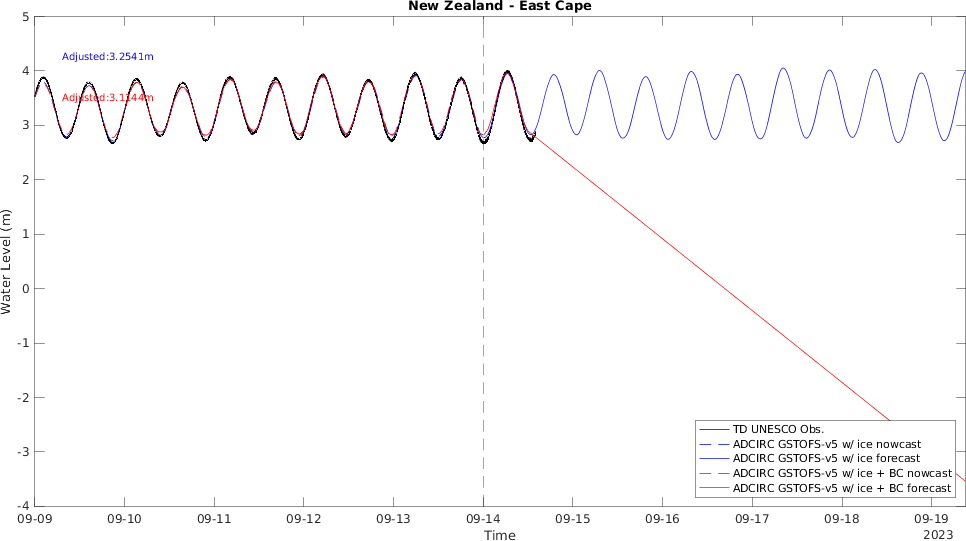 New Zealand - East Cape
Adjusted:3.2541m
Adjusted:3.1144m
5
4
3
2
1
0
-1
-2
-3
-4
Water Level (m)
TD UNESCO Obs.
ADCIRC GSTOFS-v5 w/ ice nowcast
ADCIRC GSTOFS-v5 w/ ice forecast
ADCIRC GSTOFS-v5 w/ ice + BC nowcast
ADCIRC GSTOFS-v5 w/ ice + BC forecast
09-09 09-10 09-11 09-12 09-13 09-14 09-15 09-16 09-17 09-18 09-19
Time
2023